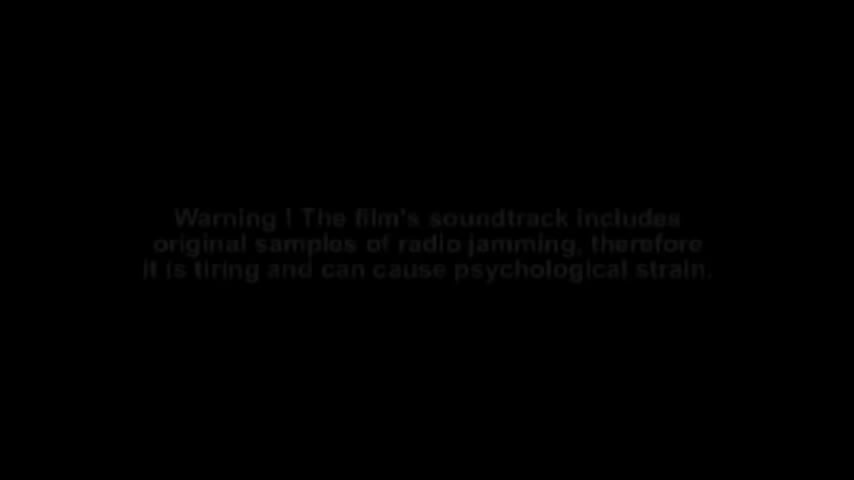 Warning ! The film's soundtrack includes
original samples of radio jamming, therefore
it is tiring and can cause psychological strain.